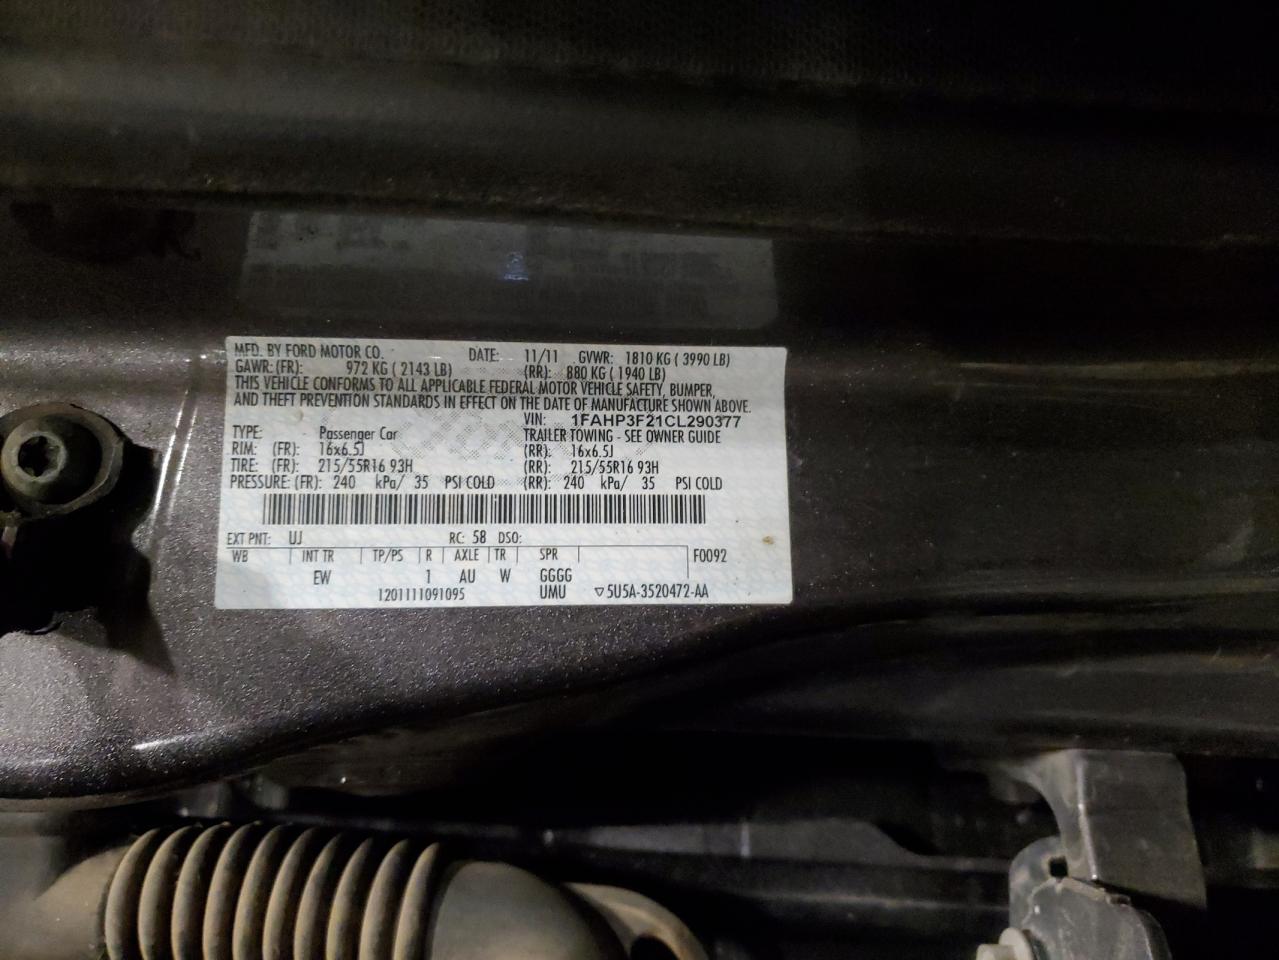 MFD. BY FORD MOTOR CO. DATE: 11/11 GVWR: 1810 KG ( 3990 LB)
GAWR:(FR): 972 KG ( 2143 LB) (RR): 880 KG ( 1940 LB)
THIS VEHICLE CONFORMS TO ALL APPLICABLE FEDERAL MOTOR VEHICLE SAFETY, BUMPER,
AND THEFT PREVENTION STANDARDS IN EFFECT ON THE DATE OF MANUFACTURE SHOWN ABOVE.
VIN: 1FAHP3F21CL290377
TYPE: Passenger Car TRAILER TOWING - SEE OWNER GUIDE
RIM: (FR): 16x6.5J (RR): 16x6.5J
TIRE: (FR): 215/55R16 93H (RR): 215/55R16 93H
PRESSURE: (FR): 240 kPa/ 35 PSI COLD (RR): 240 kPa/ 35 PSI COLD
EXT PNT: UJ RC: 58 DSO:
WB INT TR TP/PS R AXLE TR SPR F0092
EW 1 AU W GGGG
1201111091095 UMU ▽5U5A-3520472-AA